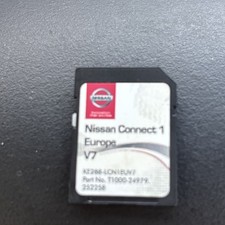 NISSAN
Nissan Connect 1
Europe
V7
KE288-LCN1EUV7
Part No. T1000-24979,
232258